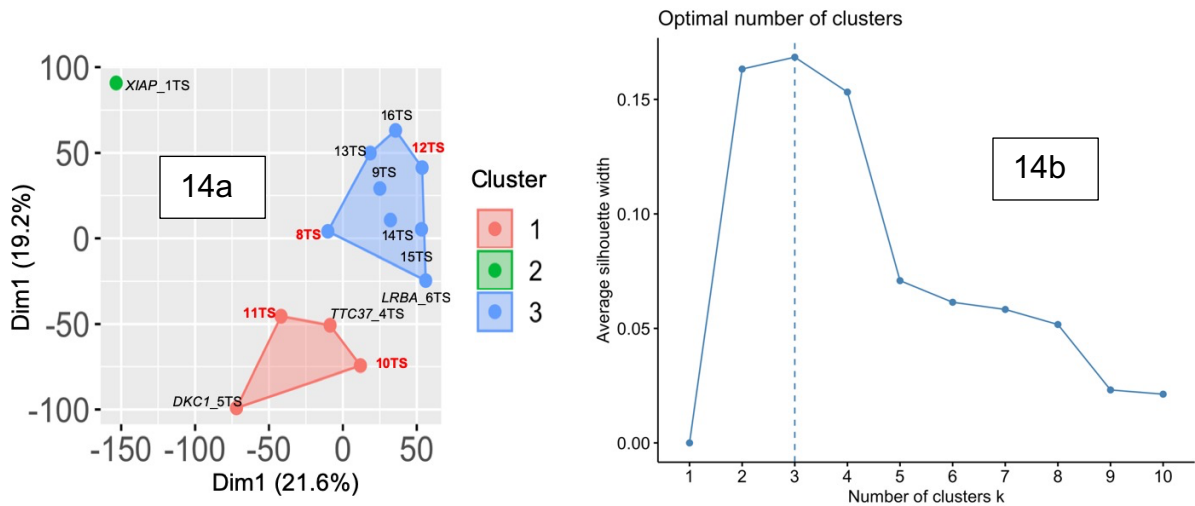 100
50
0
-50
-100
Dim1 (19.2%)
XIAP_1TS
14a
16TS
13TS
12TS
9TS
8TS
14TS
15TS
LRBA_6TS
11TS
TTC37_4TS
10TS
DKC1_5TS
-150 -100 -50 0 50
Dim1 (21.6%)
Cluster
1
2
3
Optimal number of clusters
14b
Average silhouette width
0.15
0.10
0.05
0.00
1 2 3 4 5 6 7 8 9 10
Number of clusters k